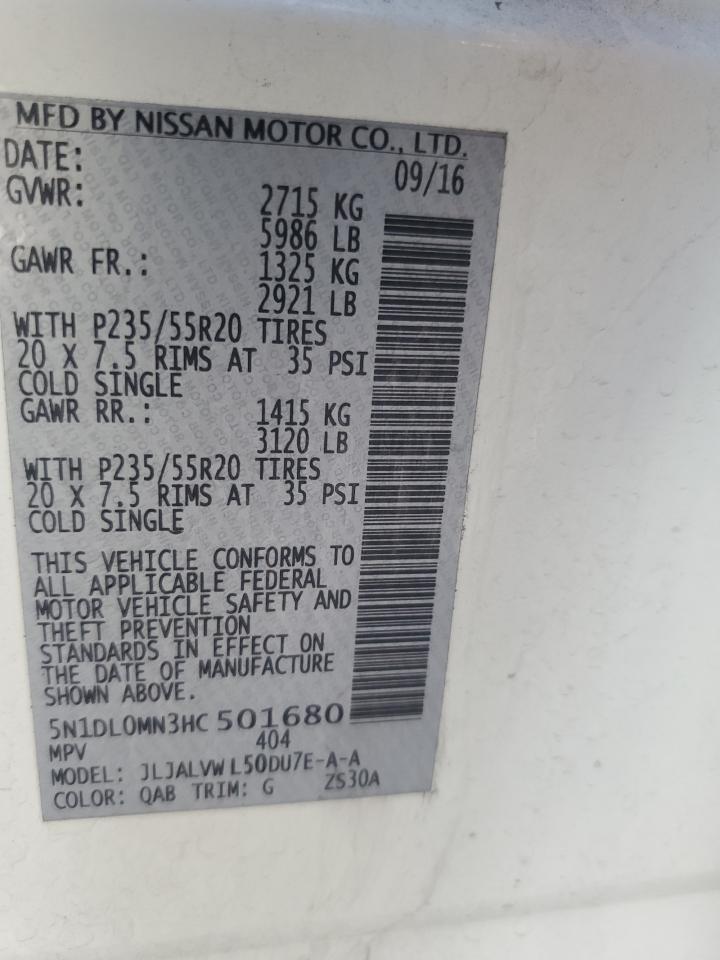 MFD BY NISSAN MOTOR CO., LTD.
DATE: 09/16
GVWR: 2715 KG
5986 LB
GAWR FR.: 1325 KG
2921 LB
WITH P235/55R20 TIRES
20 X 7.5 RIMS AT 35 PSI
COLD SINGLE
GAWR RR.: 1415 KG
3120 LB
WITH P235/55R20 TIRES
20 X 7.5 RIMS AT 35 PSI
COLD SINGLE
THIS VEHICLE CONFORMS TO
ALL APPLICABLE FEDERAL
MOTOR VEHICLE SAFETY AND
THEFT PREVENTION
STANDARDS IN EFFECT ON
THE DATE OF MANUFACTURE
SHOWN ABOVE.
5N1DL0MN3HC 501680
MPV 404
MODEL: JLJALVW L50DU7E-A-A
COLOR: QAB TRIM: G ZS30A